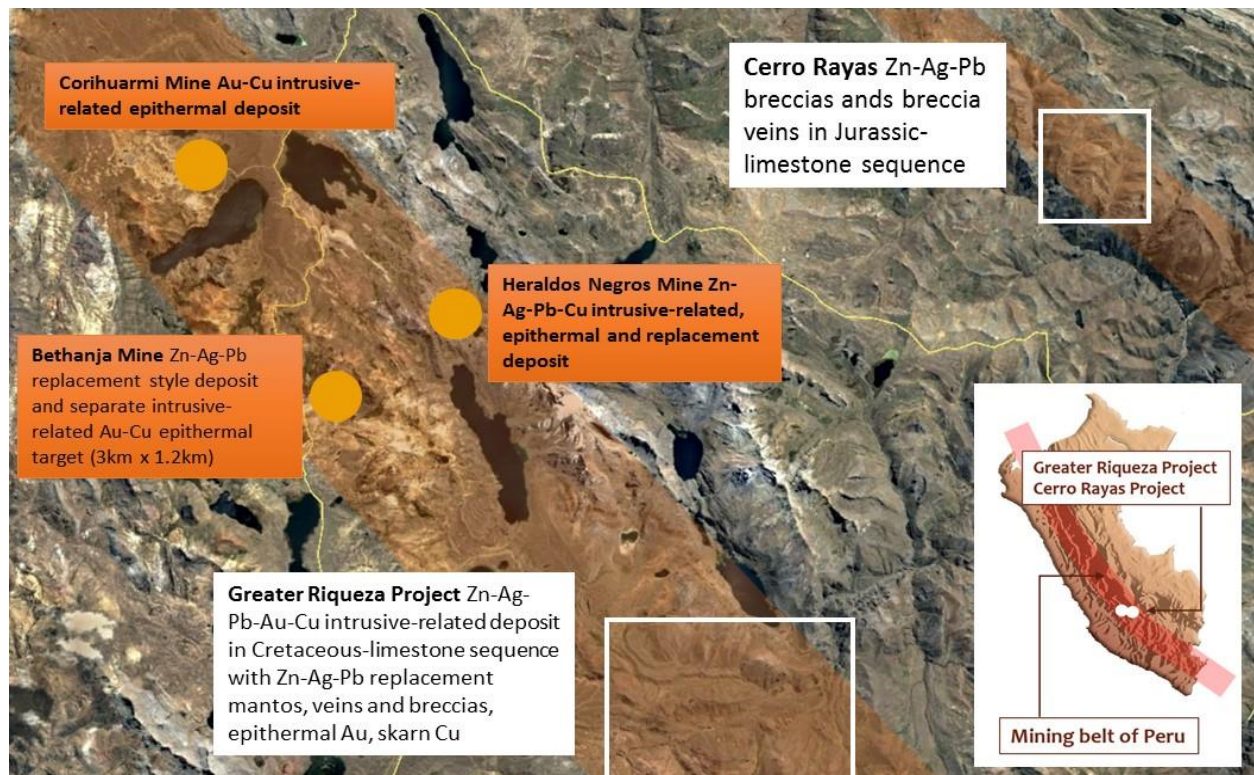 Corihuarmi Mine Au-Cu intrusive-
related epithermal deposit
Cerro Rayas Zn-Ag-Pb
breccias ands breccia
veins in Jurassic-
limestone sequence
Heraldos Negros Mine Zn-
Ag-Pb-Cu intrusive-related,
epithermal and replacement
deposit
Bethanja Mine Zn-Ag-Pb
replacement style deposit
and separate intrusive-
related Au-Cu epithermal
target (3km x 1.2km)
Greater Riqueza Project Zn-Ag-
Pb-Au-Cu intrusive-related deposit
in Cretaceous-limestone sequence
with Zn-Ag-Pb replacement
mantos, veins and breccias,
epithermal Au, skarn Cu
Greater Riqueza Project
Cerro Rayas Project
Mining belt of Peru